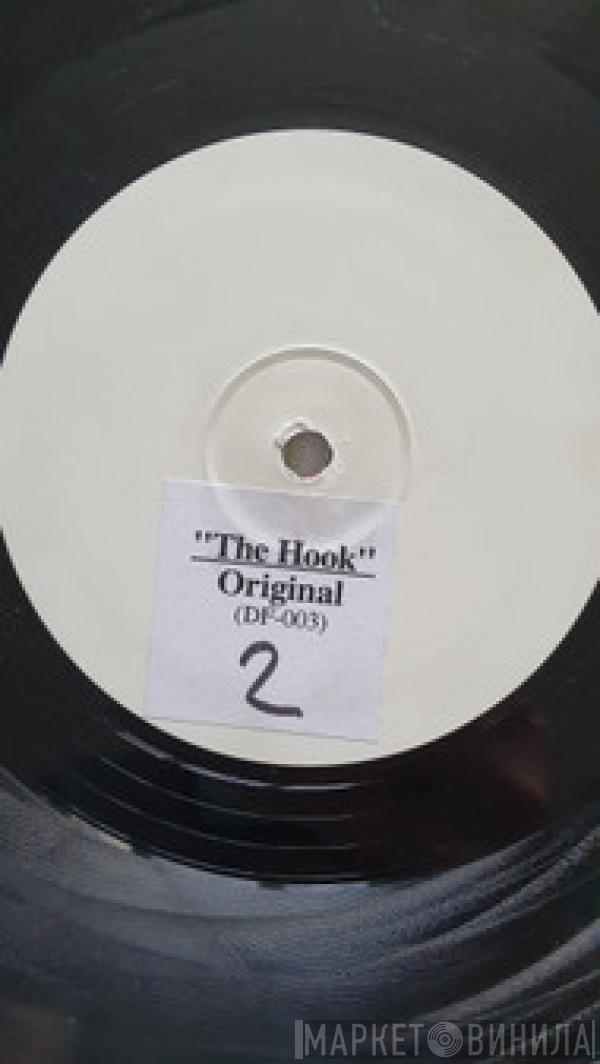 "The Hook"
Original
(DF-003)
2
МАРКЕТ ВИНИЛА